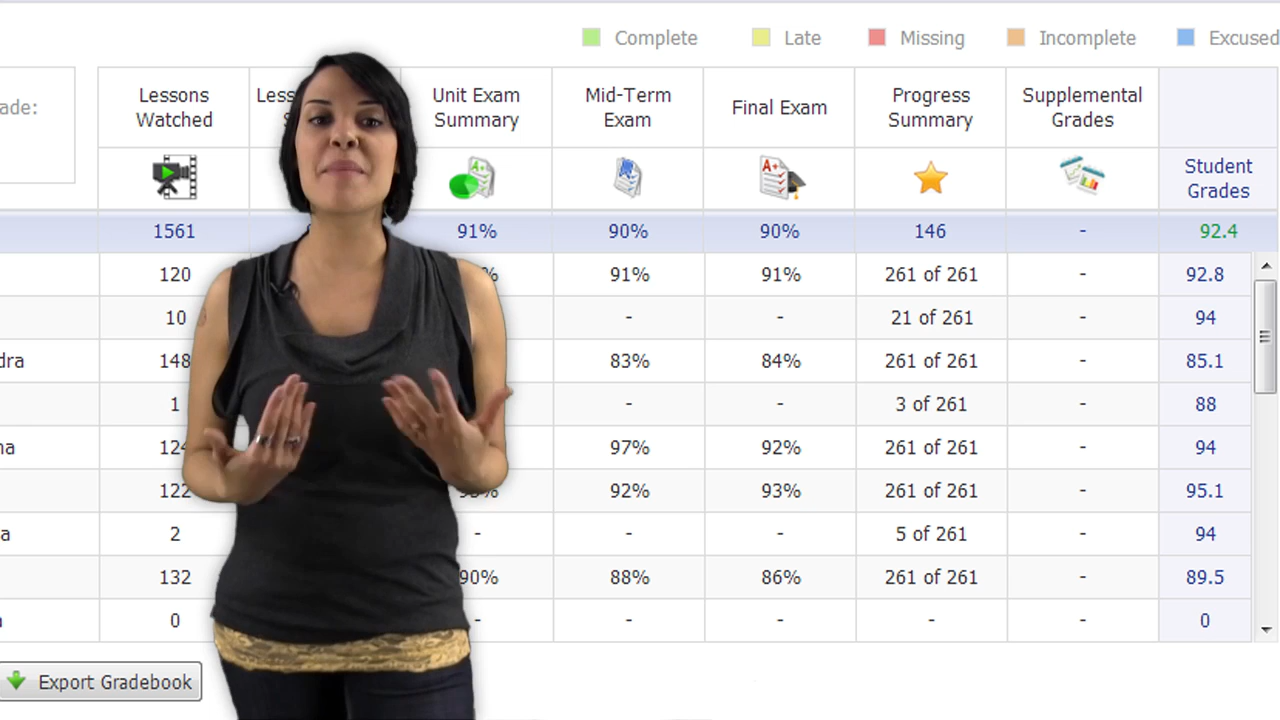 Complete Late Missing Incomplete Excused
Lessons Watched
Unit Exam Summary
Mid-Term Exam
Final Exam
Progress Summary
Supplemental Grades
ade:
Less
Student Grades
1561 91% 90% 90% 146 - 92.4
120 % 91% 91% 261 of 261 - 92.8
10 - - 21 of 261 - 94
dra 148 83% 84% 261 of 261 - 85.1
1 - - 3 of 261 - 88
na 124 97% 92% 261 of 261 - 94
122 92% 93% 261 of 261 - 95.1
a 2 - - - 5 of 261 - 94
132 90% 88% 86% 261 of 261 - 89.5
0 - - - - - 0
Export Gradebook